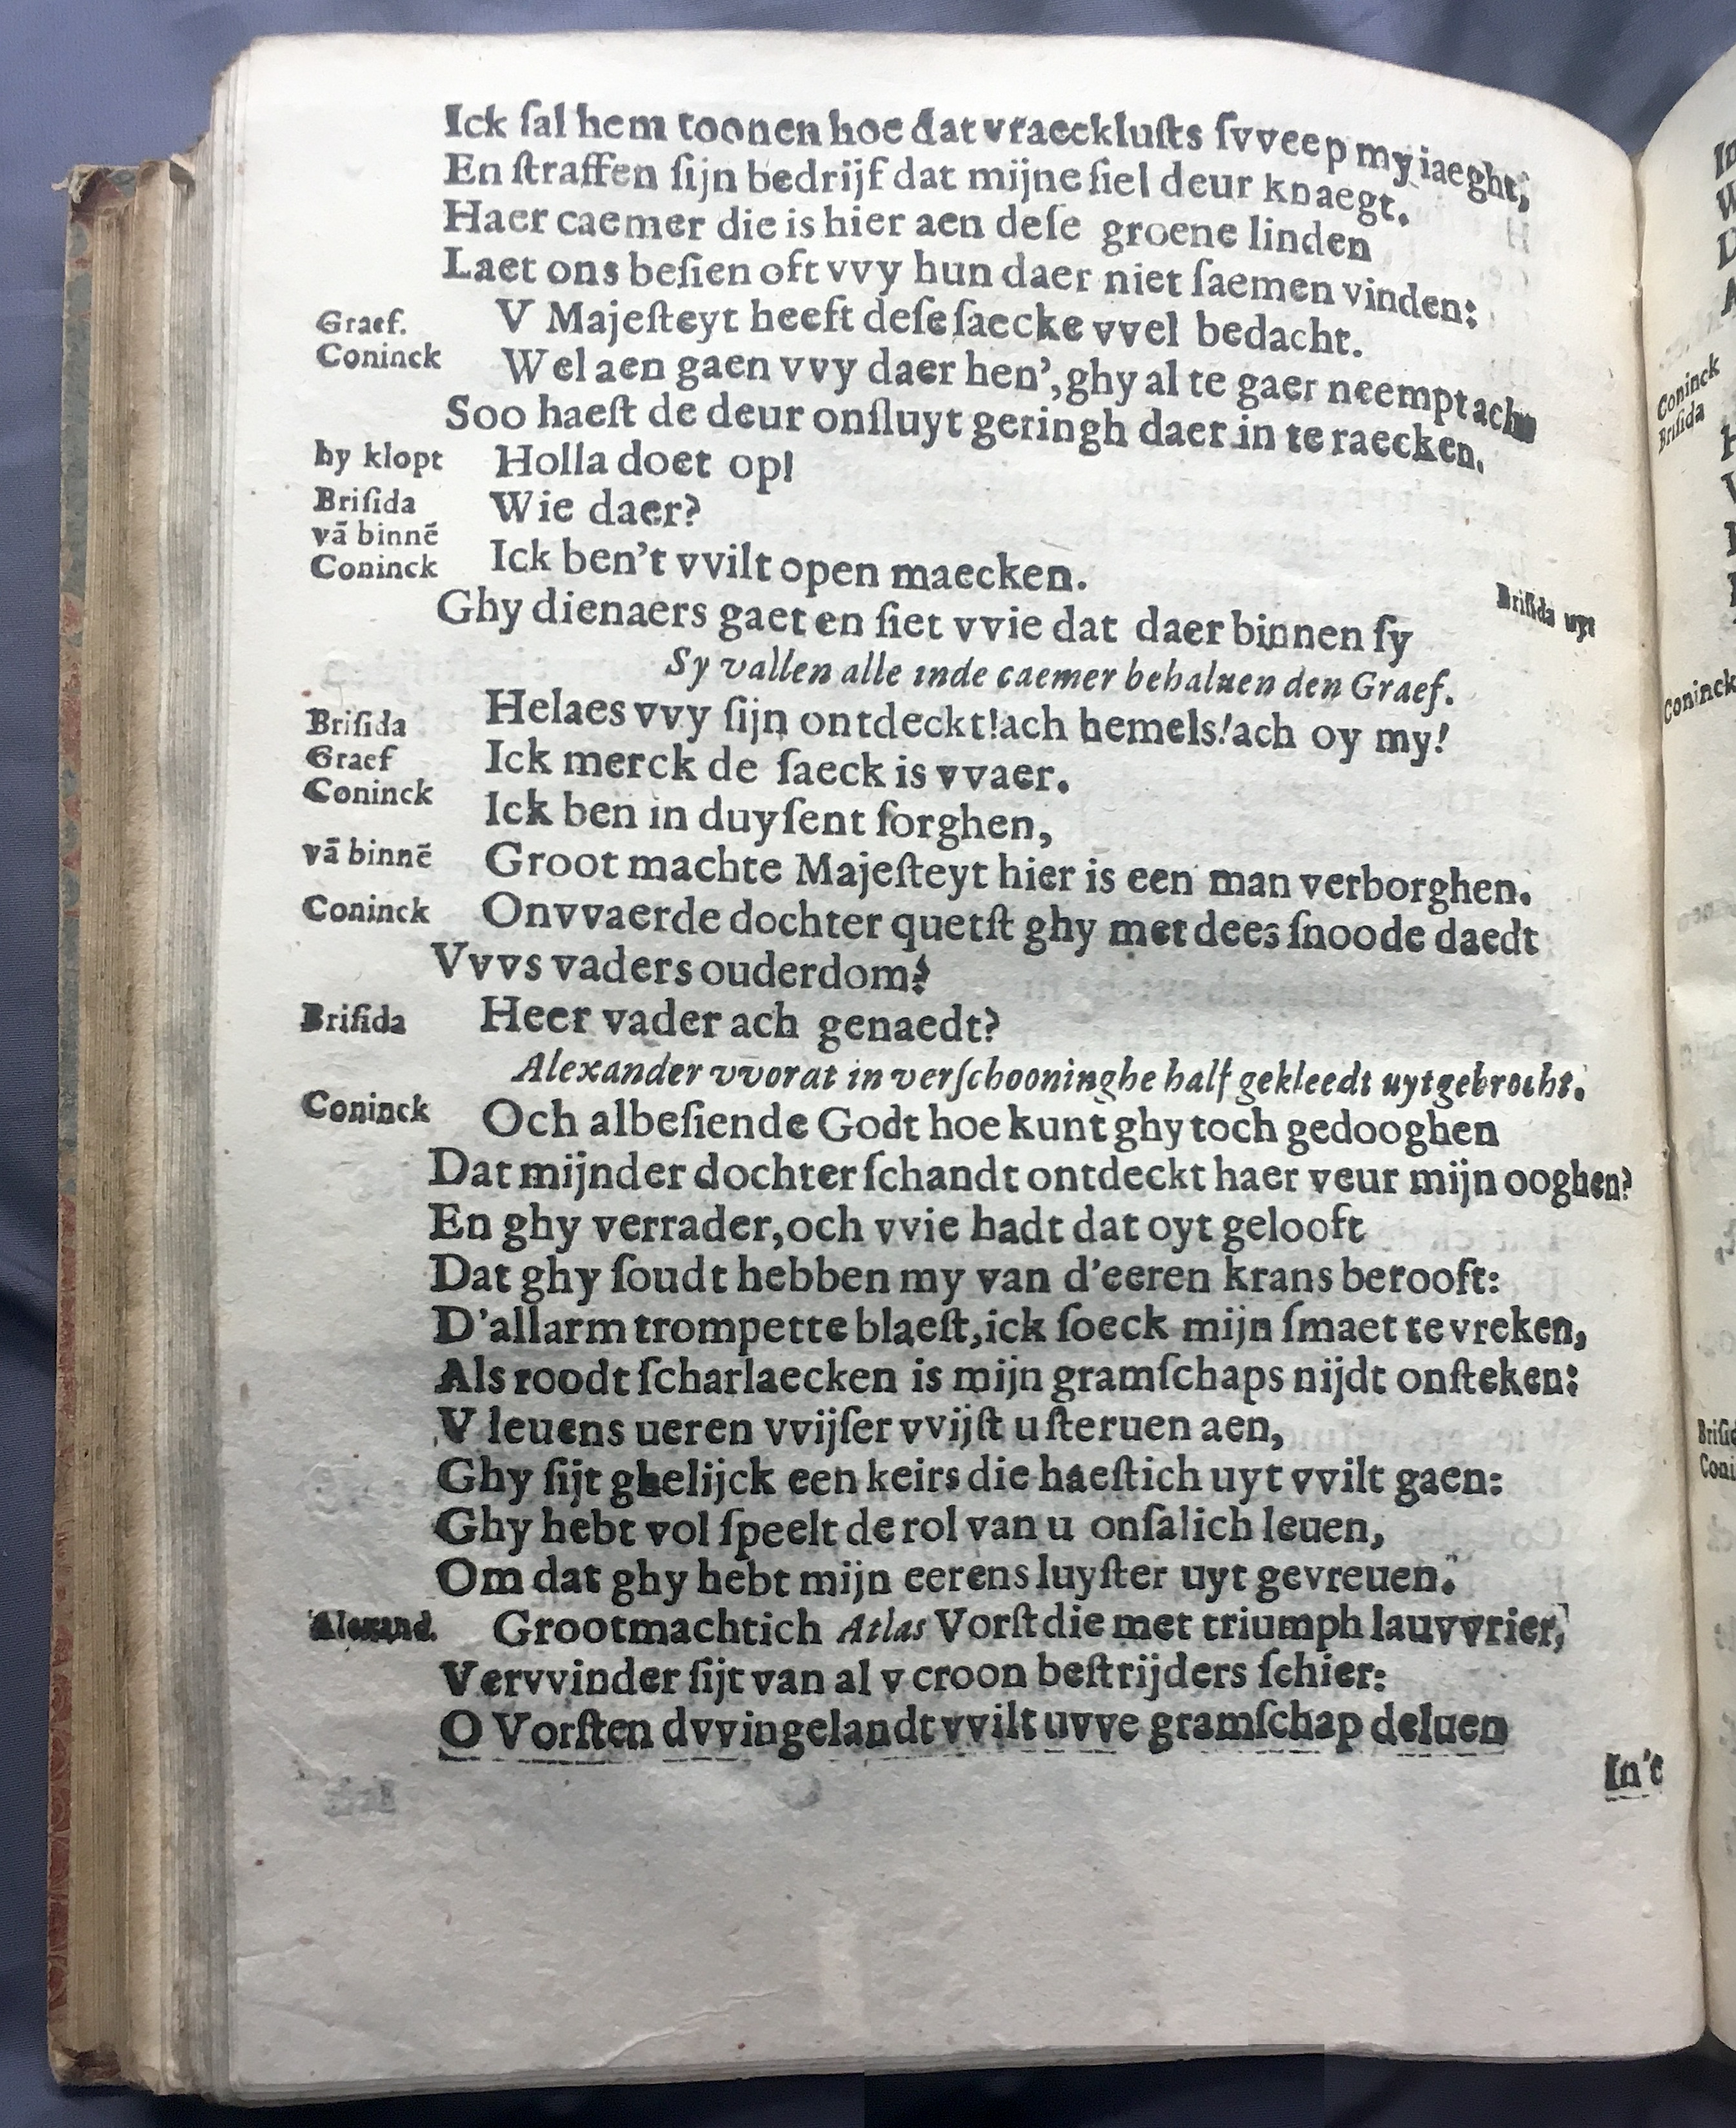 Ick ſal hem toonen hoe dat vraeckluſts ſvveep my iaeght,
En ſtraffen ſijn bedrijf dat mijne ſiel deur knaegt.
Haer caemer die is hier aen deſe groene linden
Laet ons beſien oft vvy hun daer niet ſaemen vinden:
Graef. V Majeſteyt heeft deſe ſaecke vvel bedacht.
Coninck Wel aen gaen vvy daer hen', ghy al te gaer neempt acht
Soo haeſt de deur onſluyt geringh daer in te raecken.
hy klopt Holla doet op!
Briſida vā binnē Wie daer?
Coninck Ick ben't vvilt open maecken.
Briſida uyt
Ghy dienaers gaet en ſiet vvie dat daer binnen ſy
Sy vallen alle inde caemer behaluen den Graef.
Briſida Helaes vvy ſijn ontdeckt! ach hemels! ach oy my!
Graef Ick merck de ſaeck is vvaer.
Coninck Ick ben in duyſent ſorghen,
vā binnē Groot machte Majeſteyt hier is een man verborghen.
Coninck Onvvaerde dochter quetſt ghy met dees ſnoode daedt
Vvvs vaders ouderdom?
Briſida Heer vader ach genaedt?
Alexander vvorat in verſchooninghe half gekleedt uytgebrocht.
Coninck Och albeſiende Godt hoe kunt ghy toch gedooghen
Dat mijnder dochter ſchandt ontdeckt haer veur mijn ooghen?
En ghy verrader, och vvie hadt dat oyt gelooft
Dat ghy ſoudt hebben my van d'eeren krans berooft:
D'allarm trompette blaeſt, ick ſoeck mijn ſmaet te vreken,
Als roodt ſcharlaecken is mijn gramſchaps nijdt onſteken:
V leuens ueren vvijſer vvijſt u ſteruen aen,
Ghy ſijt ghelijck een keirs die haeſtich uyt vvilt gaen:
Ghy hebt vol ſpeelt de rol van u onſalich leuen,
Om dat ghy hebt mijn eerens luyſter uyt gevreuen.
Alexand. Grootmachtich Atlas Vorſt die met triumph lauvvrier,
Vervvinder ſijt van al v croon beſtrijders ſchier:
O Vorſten dvvingelandt vvilt uvve gramſchap deluen
In't
Coninck
Briſida
Coninck